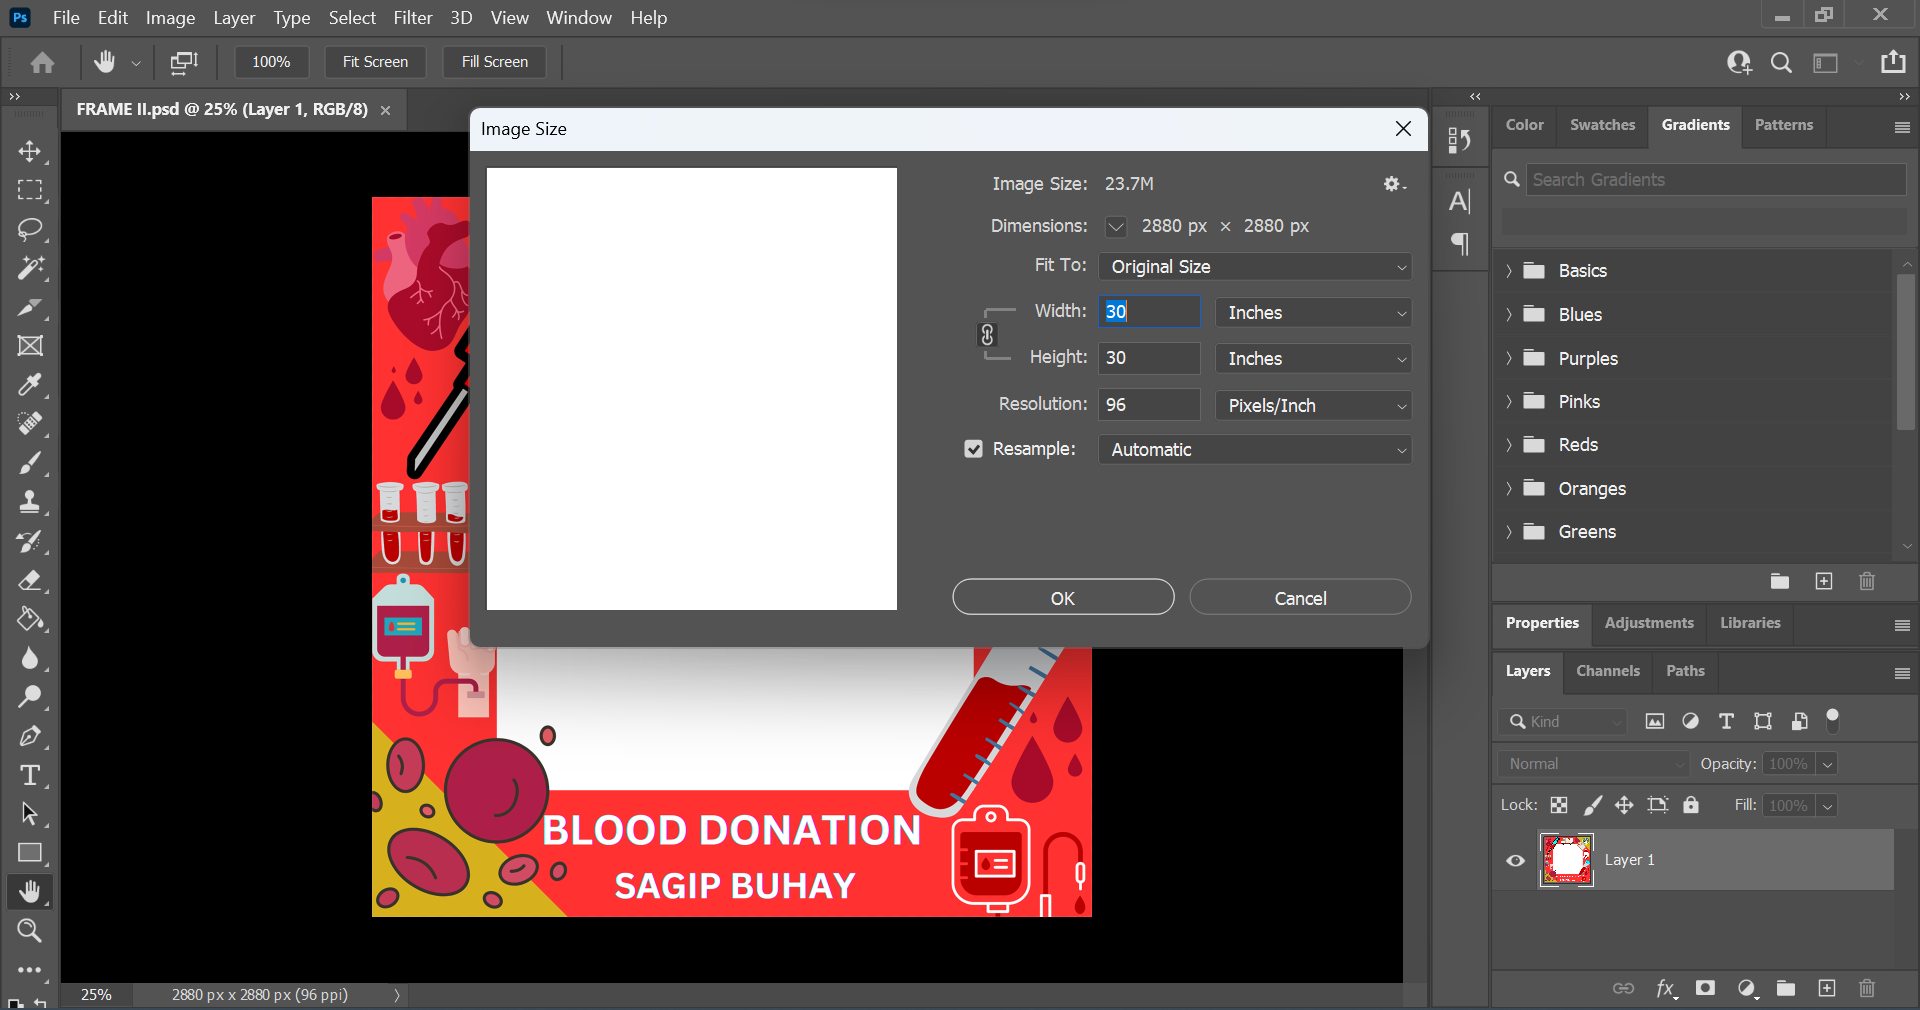 Ps File Edit Image Layer Type Select Filter 3D View Window Help
100% Fit Screen Fill Screen
FRAME II.psd @ 25% (Layer 1, RGB/8)
Image Size
Image Size: 23.7M
Dimensions: 2880 px × 2880 px
Fit To: Original Size
Width: 30 Inches
Height: 30 Inches
Resolution: 96 Pixels/Inch
Resample: Automatic
OK Cancel
BLOOD DONATION
SAGIP BUHAY
25% 2880 px x 2880 px (96 ppi)
Color Swatches Gradients Patterns
Search Gradients
Basics
Blues
Purples
Pinks
Reds
Oranges
Greens
Properties Adjustments Libraries
Layers Channels Paths
Kind
Normal Opacity: 100%
Lock: Fill: 100%
Layer 1
fx